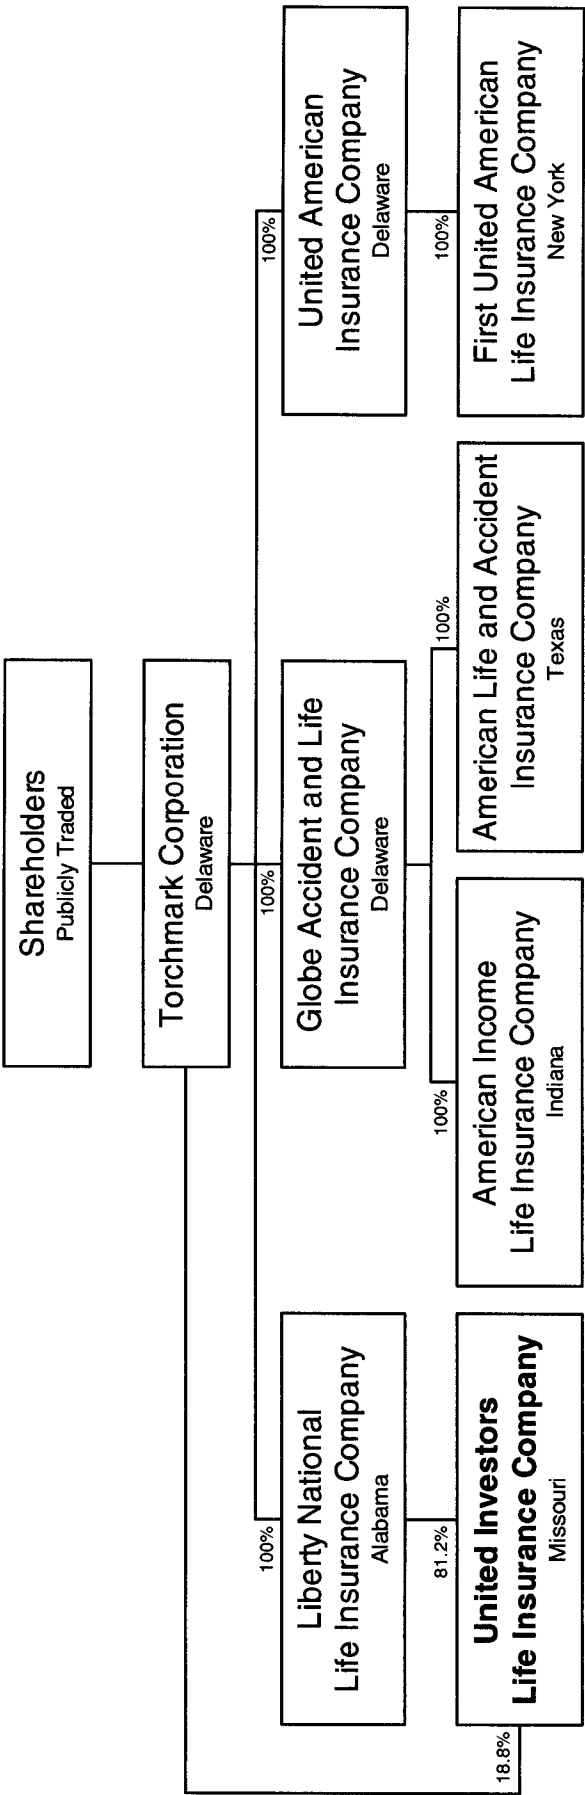 Shareholders
Publicly Traded
Torchmark Corporation
Delaware
100%
100%
100%
Liberty National
Life Insurance Company
Alabama
Globe Accident and Life
Insurance Company
Delaware
United American
Insurance Company
Delaware
81.2%
100%
100%
100%
18.8%
United Investors
Life Insurance Company
Missouri
American Income
Life Insurance Company
Indiana
American Life and Accident
Insurance Company
Texas
First United American
Life Insurance Company
New York